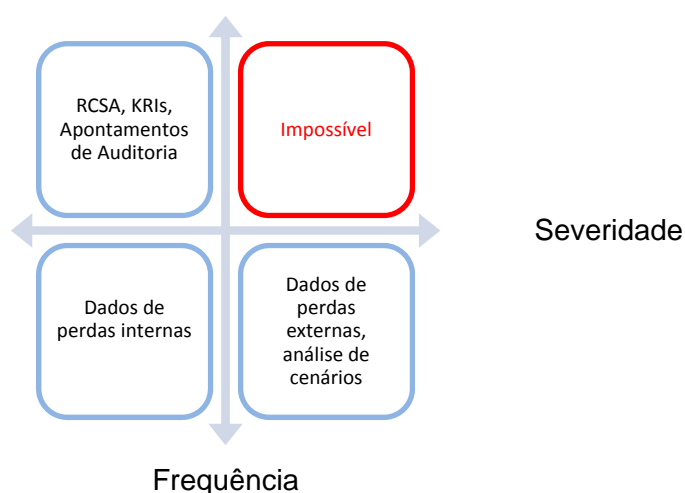 RCSA, KRIs,
Apontamentos
de Auditoria
Impossível
Severidade
Dados de
perdas internas
Dados de
perdas
externas,
análise de
cenários
Frequência